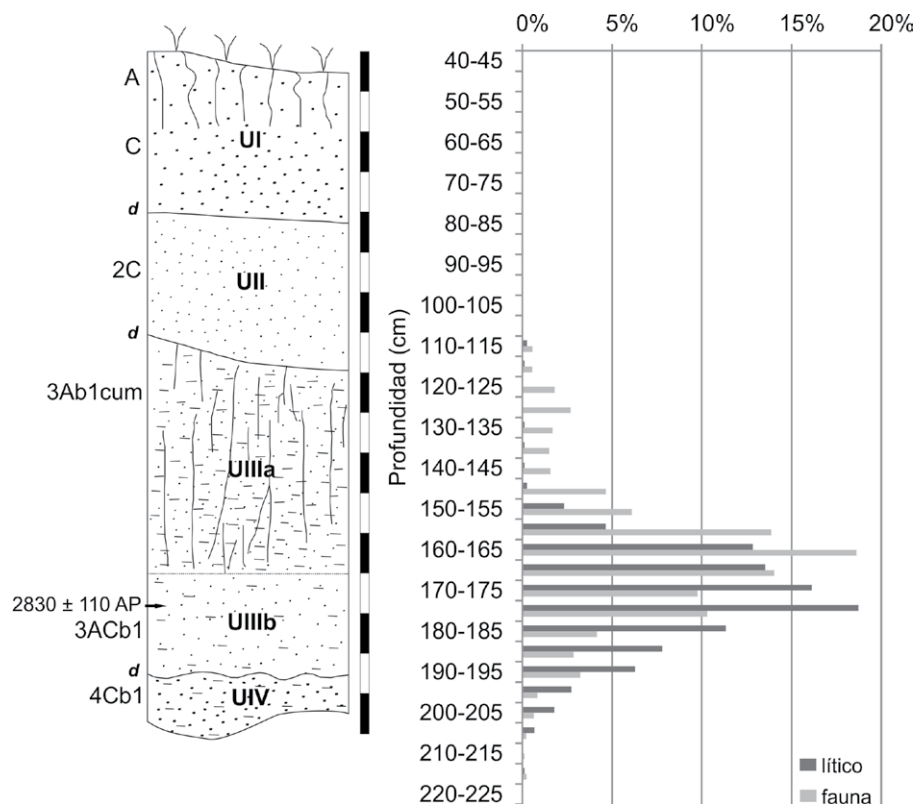 A
C
d
2C
d
3Ab1cum
2830 ± 110 AP
3ACb1
d
4Cb1
UI
UII
UIIIa
UIIIb
UIV
0% 5% 10% 15% 20%
Profundidad (cm)
40-45
50-55
60-65
70-75
80-85
90-95
100-105
110-115
120-125
130-135
140-145
150-155
160-165
170-175
180-185
190-195
200-205
210-215
220-225
lítico
fauna